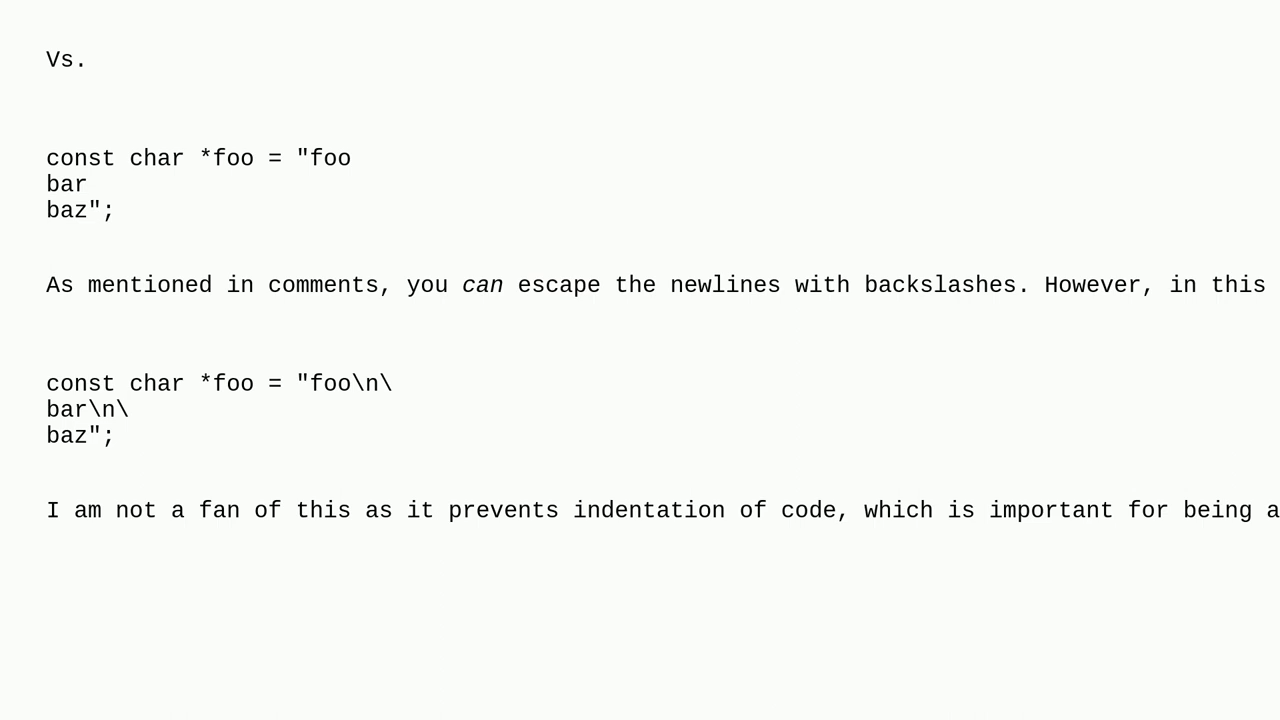 Vs.
const char *foo = "foo
bar
baz";
As mentioned in comments, you can escape the newlines with backslashes. However, in this
const char *foo = "foo\n\
bar\n\
baz";
I am not a fan of this as it prevents indentation of code, which is important for being a